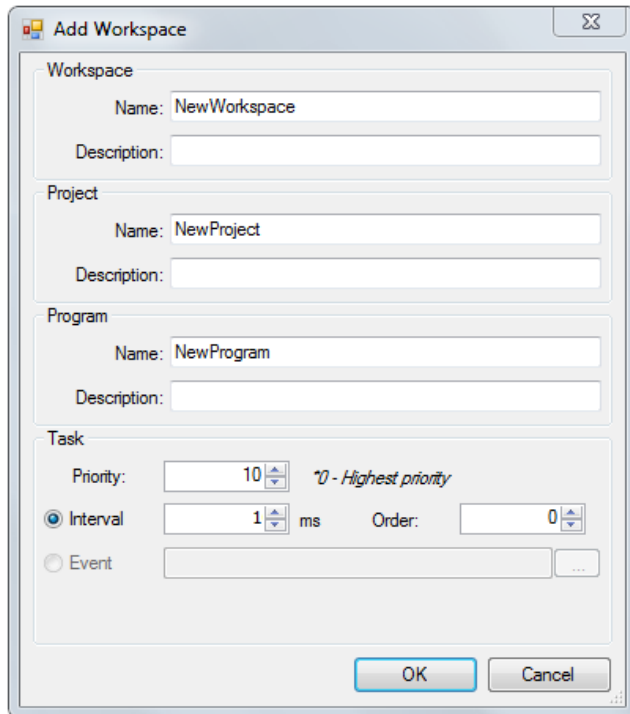 Add Workspace
Workspace
Name: NewWorkspace
Description:
Project
Name: NewProject
Description:
Program
Name: NewProgram
Description:
Task
Priority: 10 *0 - Highest priority
Interval 1 ms Order: 0
Event ...
OK Cancel